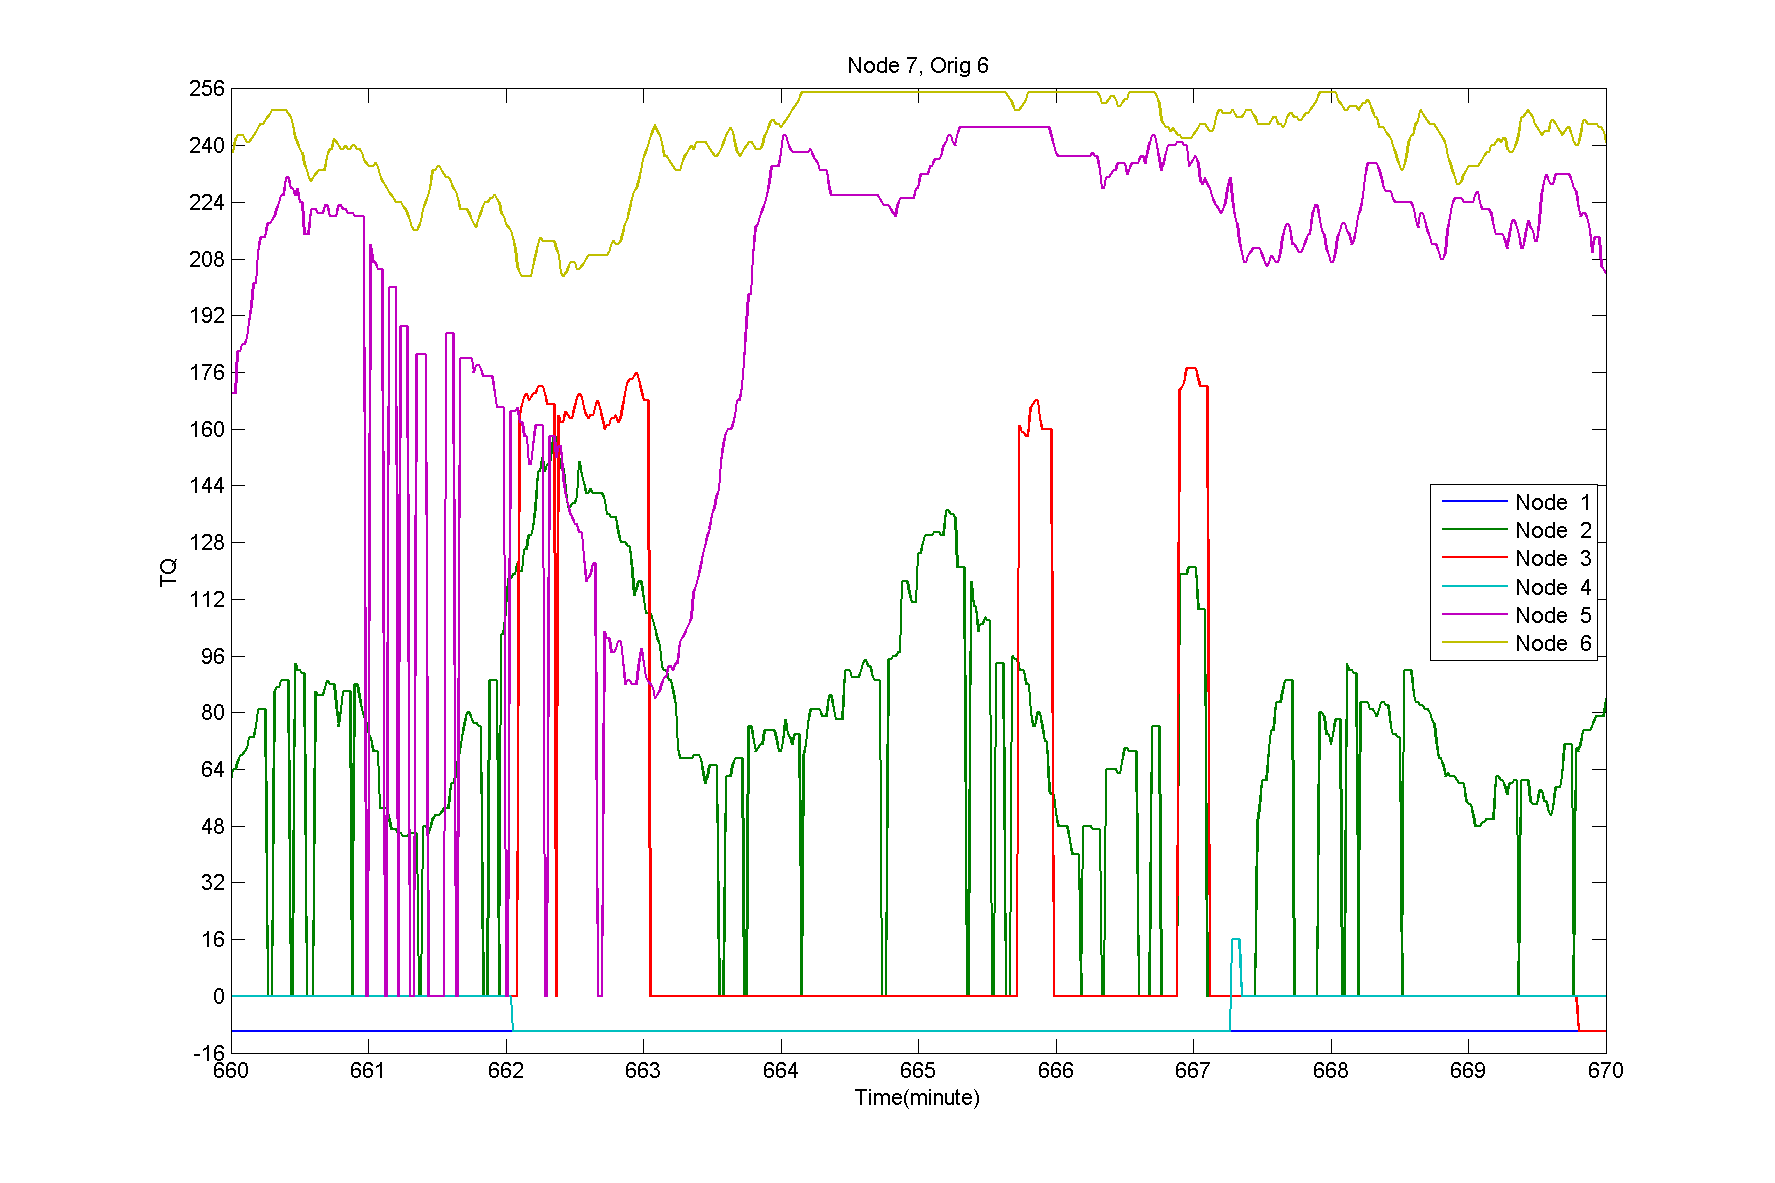 Node 7, Orig 6
256
240
224
208
192
176
160
144
128
112
96
80
64
48
32
16
0
-16
TQ
Node 1
Node 2
Node 3
Node 4
Node 5
Node 6
660 661 662 663 664 665 666 667 668 669 670
Time(minute)